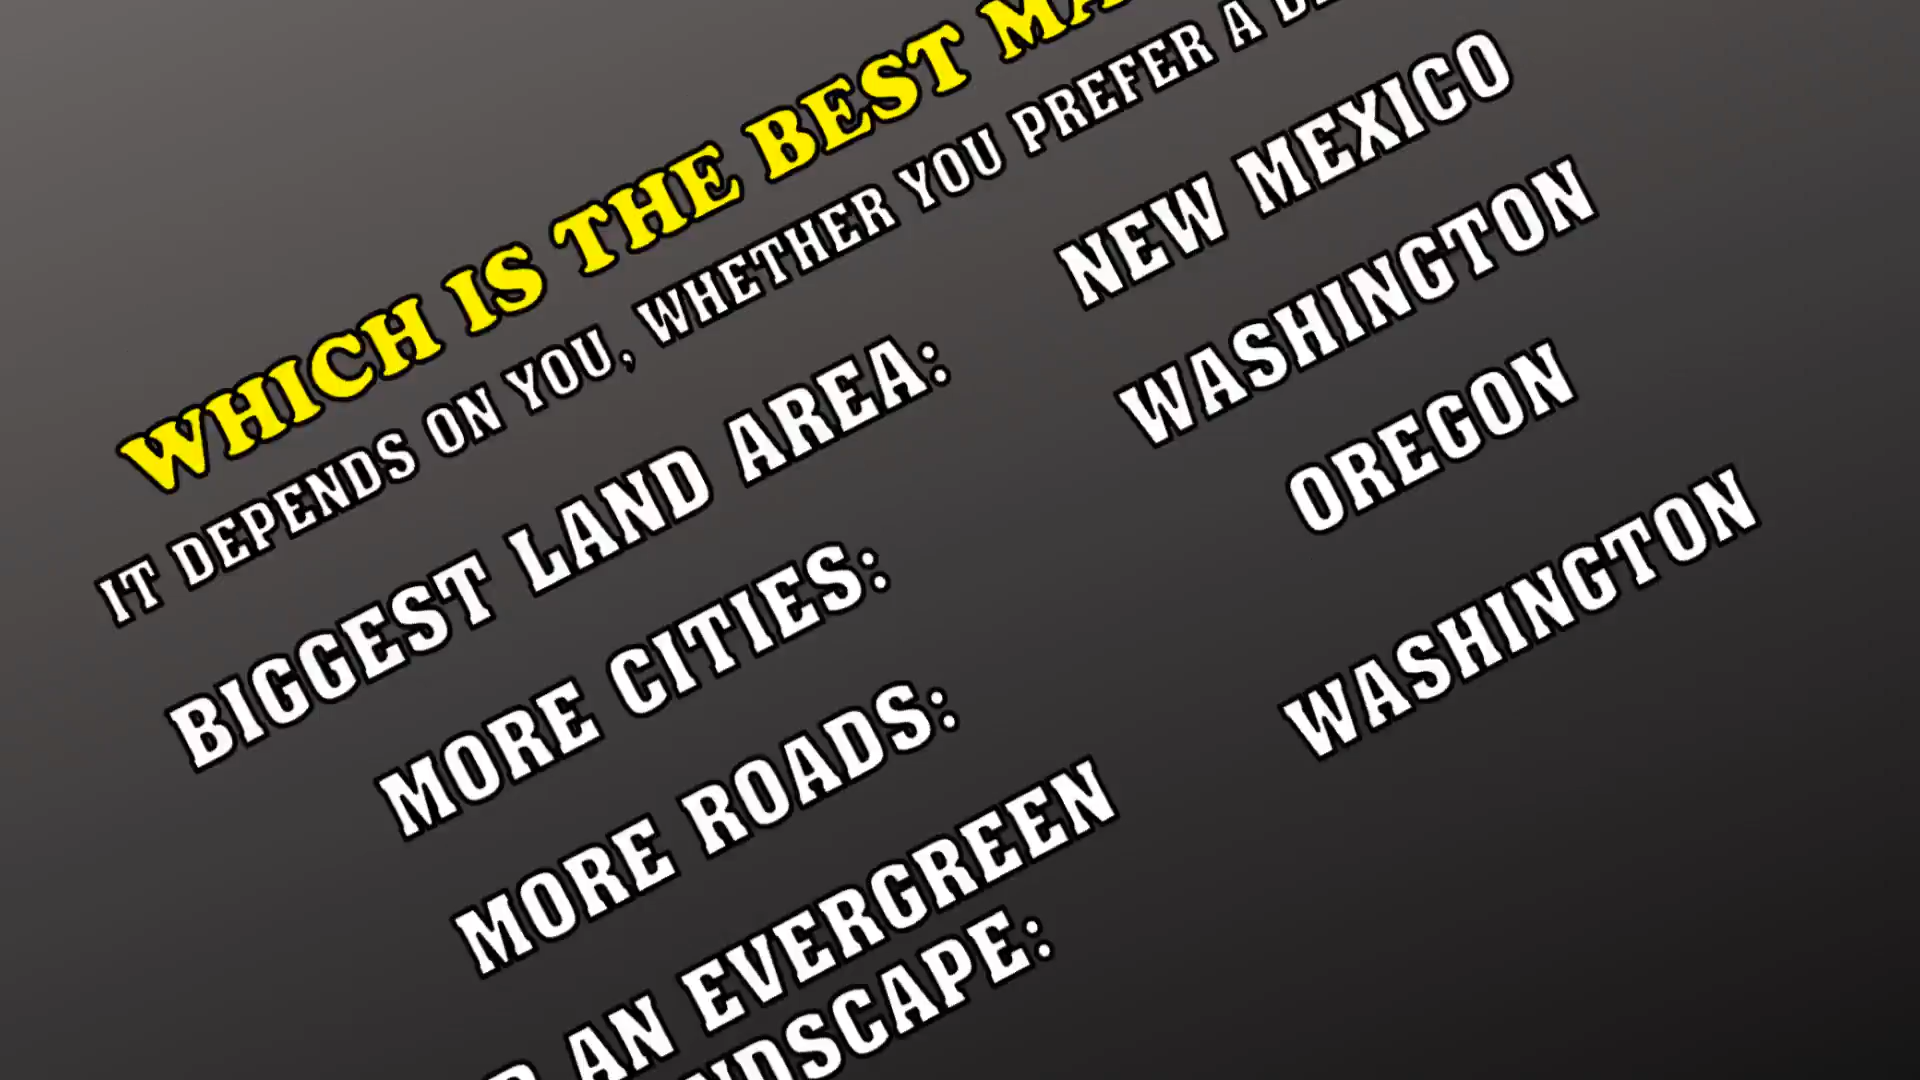 WHICH IS THE BEST
IT DEPENDS ON YOU, WHETHER YOU PREFER A
BIGGEST LAND AREA: NEW MEXICO
MORE CITIES: WASHINGTON
MORE ROADS: OREGON
AN EVERGREEN WASHINGTON